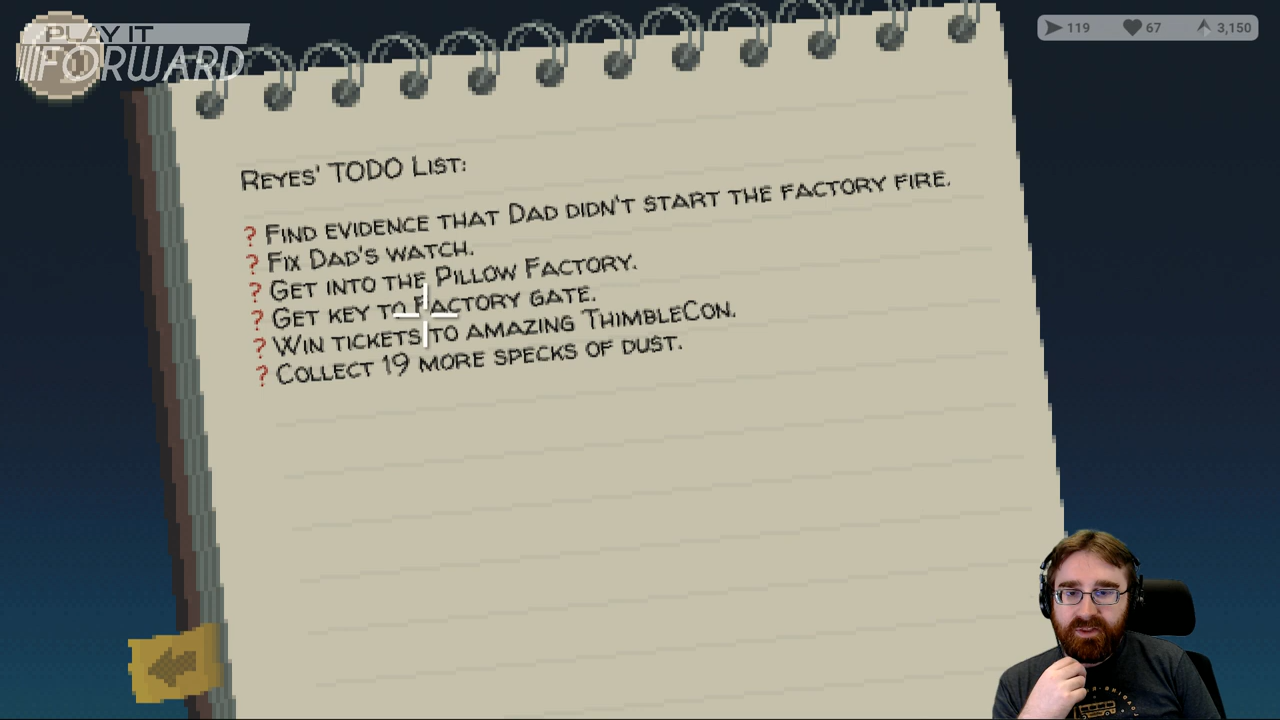 PLAY IT
FORWARD
119 67 3,150
REYES' TODO LIST:
? FIND EVIDENCE THAT DAD DIDN'T START THE FACTORY FIRE.
? FIX DAD'S WATCH.
? GET INTO THE PILLOW FACTORY.
? GET KEY TO FACTORY GATE.
? WIN TICKETS TO AMAZING THIMBLECON.
? COLLECT 19 MORE SPECKS OF DUST.